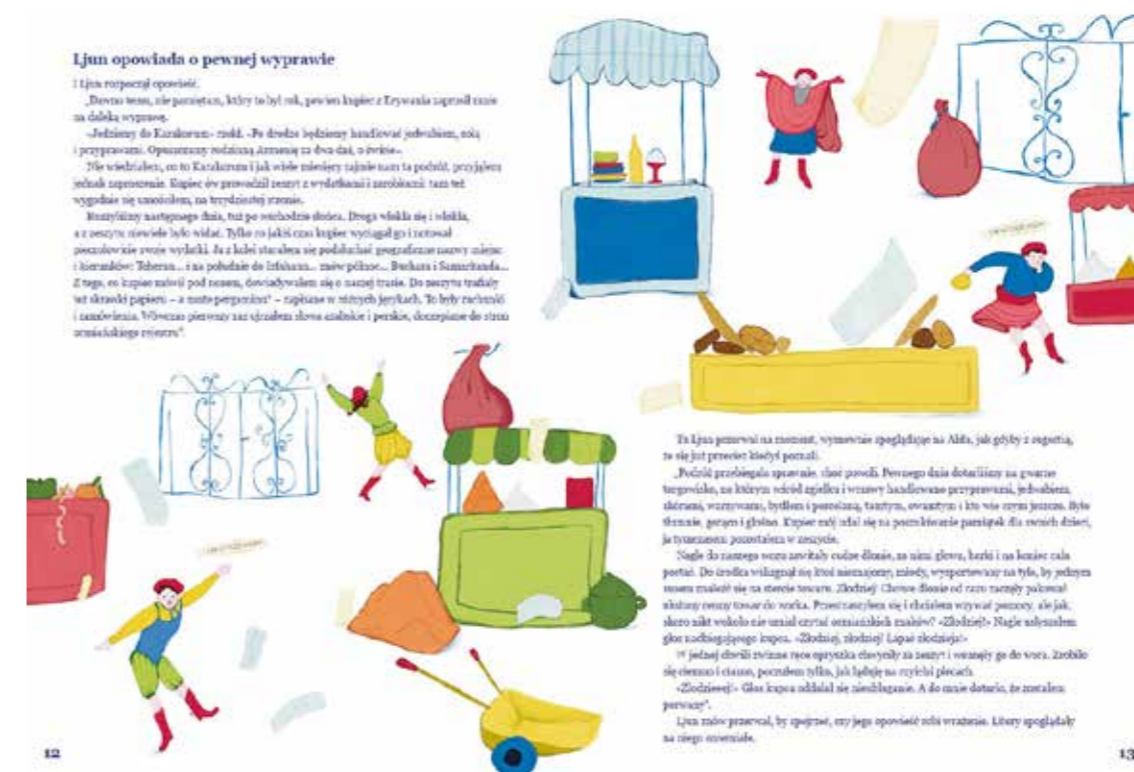 Ljun opowiada o pewnej wyprawie
I Ljun rozpoczął opowieść.
„Dawno temu, nie pamiętam, który to był rok, pewien kupiec z Erywania zaprosił mnie
na daleką wyprawę.
«Jedziemy do Karakorum» rzekł. «Po drodze będziemy handlować jedwabiem, solą
i przyprawami. Opuszczamy rodzinną Armenię za dwa dni, o świcie».
Nie wiedziałem, co to Karakorum i jak wiele miesięcy zajmie nam ta podróż, przyjąłem
jednak zaproszenie. Kupiec ów prowadził zeszyt z wydatkami i zarobkami: tam też
wygodnie się umościłem, na trzydziestej stronie.
Ruszyliśmy następnego dnia, tuż po wschodzie słońca. Droga wlokła się i wlokła,
a z zeszytu niewiele było widać. Tylko co jakiś czas kupiec wyciągał go i notował
pieczołowicie swoje wydatki. Ja z kolei starałem się podsłuchać geograficzne nazwy miejsc
i kierunków: Teheran... i na południe do Isfahanu... znów północ... Buchara i Samarkanda...
Z tego, co kupiec mówił pod nosem, dowiadywałem się o naszej trasie. Do zeszytu trafiały
też skrawki papieru – a może pergaminu? – zapisane w różnych językach. To były rachunki
i zamówienia. Wówczas pierwszy raz ujrzałem słowa arabskie i perskie, doczepiane do stron
ormiańskiego rejestru”.
Tu Ljun przerwał na moment, wymownie spoglądając na Alifa, jak gdyby z sugestią,
że się już przecież kiedyś poznali.
„Podróż przebiegała sprawnie, choć powoli. Pewnego dnia dotarliśmy na gwarne
targowisko, na którym wśród zgiełku i wrzawy handlowano przyprawami, jedwabiem,
skórami, warzywami, bydłem i porcelaną, tamtym, owamtym i kto wie czym jeszcze. Było
tłumnie, gorąco i głośno. Kupiec mój udał się na poszukiwanie pamiątek dla swoich dzieci,
ja tymczasem pozostałem w zeszycie.
Nagle do naszego wozu zawitały cudze dłonie, za nimi głowa, barki i na koniec cała
postać. Do środka wślizgnął się ktoś nieznajomy, młody, wysportowany na tyle, by jednym
susem znaleźć się na stercie towaru. Złodziej! Chciwe dłonie od razu zaczęły pakować
ułożony cenny towar do worka. Przestraszyłem się i chciałem wzywać pomocy, ale jak,
skoro nikt wokoło nie umiał czytać ormiańskich znaków? «Złodziej!» Nagle usłyszałem
głos nadbiegającego kupca. «Złodziej, złodziej! Łapać złodzieja!»
W jednej chwili zwinne ręce opryszka chwyciły za zeszyt i wsunęły go do wora. Zrobiło
się ciemno i ciasno, poczułem tylko, jak ląduję na czyichś plecach.
«Złodzieeej!» Głos kupca oddalał się nieubłaganie. A do mnie dotarło, że zostałem
porwany”.
Ljun znów przerwał, by spojrzeć, czy jego opowieść robi wrażenie. Litery spoglądały
na niego oniemiałe.
12
13